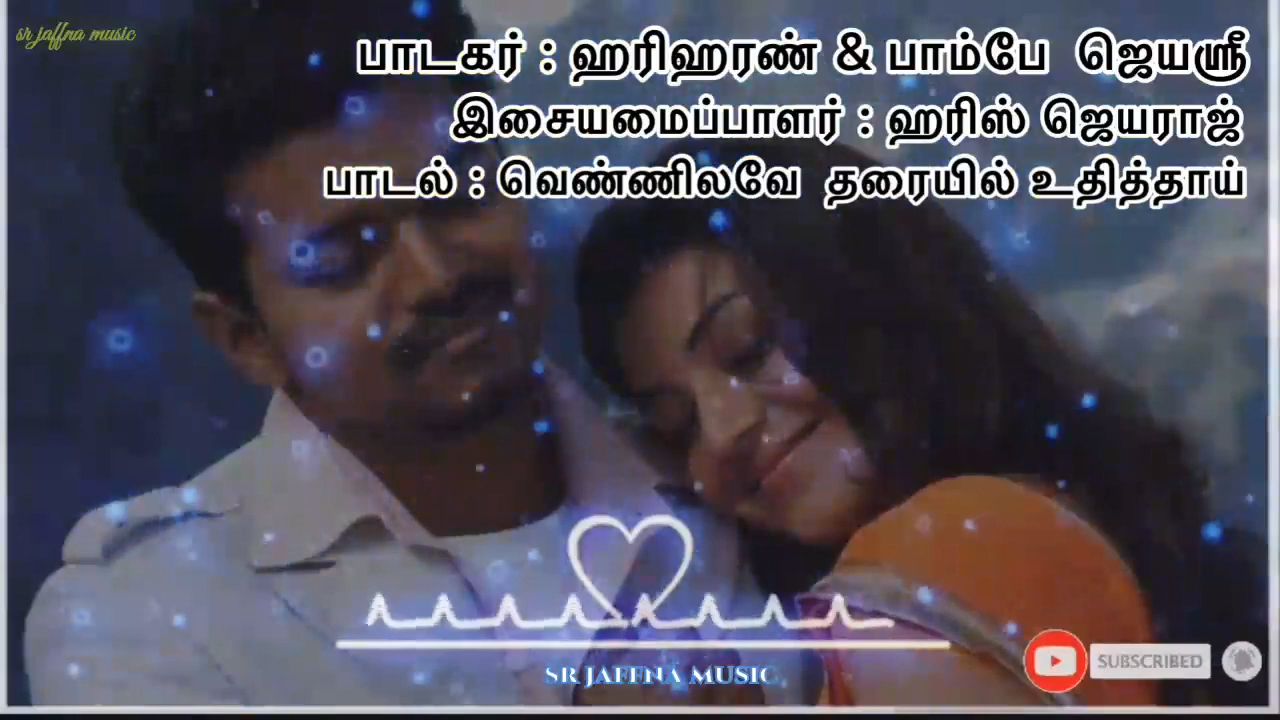 sr jaffna music
பாடகர் : ஹரிஹரண் & பாம்பே ஜெயஸ்ரீ
இசையமைப்பாளர் : ஹரிஸ் ஜெயராஜ்
பாடல் : வெண்ணிலவே தரையில் உதித்தாய்
SR JAFFNA MUSIC
SUBSCRIBED